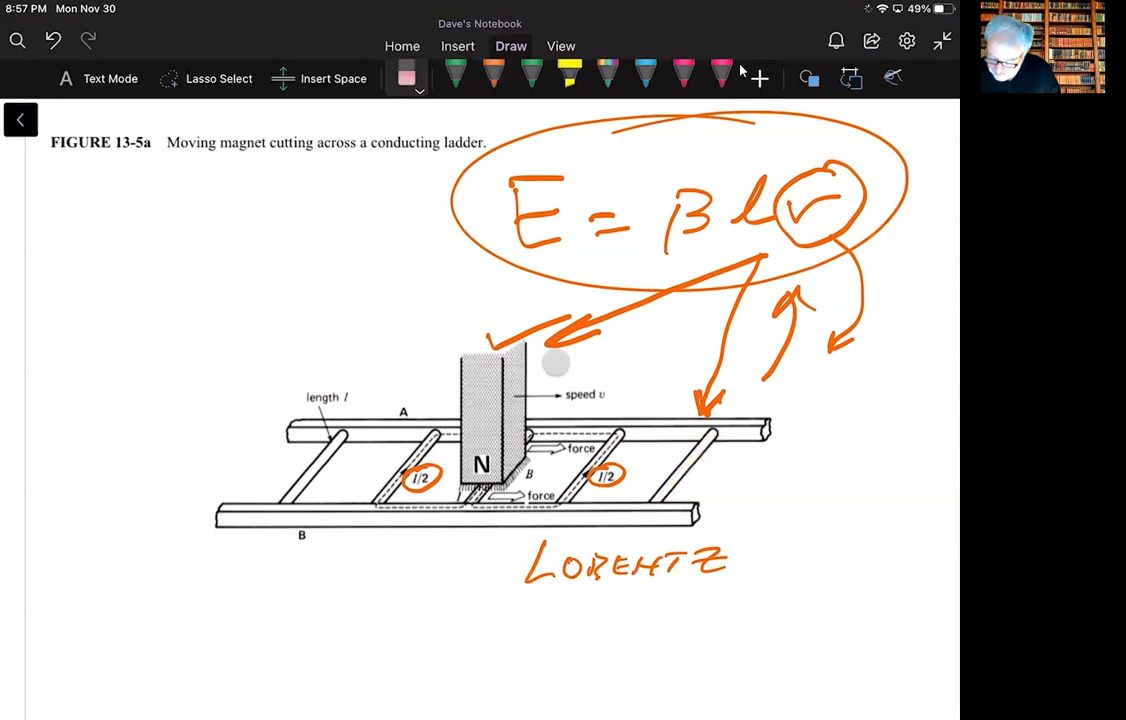 8:57 PM Mon Nov 30
49%
Dave's Notebook
Home Insert Draw View
Text Mode Lasso Select Insert Space
FIGURE 13-5a Moving magnet cutting across a conducting ladder.
E = β l v
length l
A
speed v
force
N
B
I/2
I/2
force
B
LORENTZ